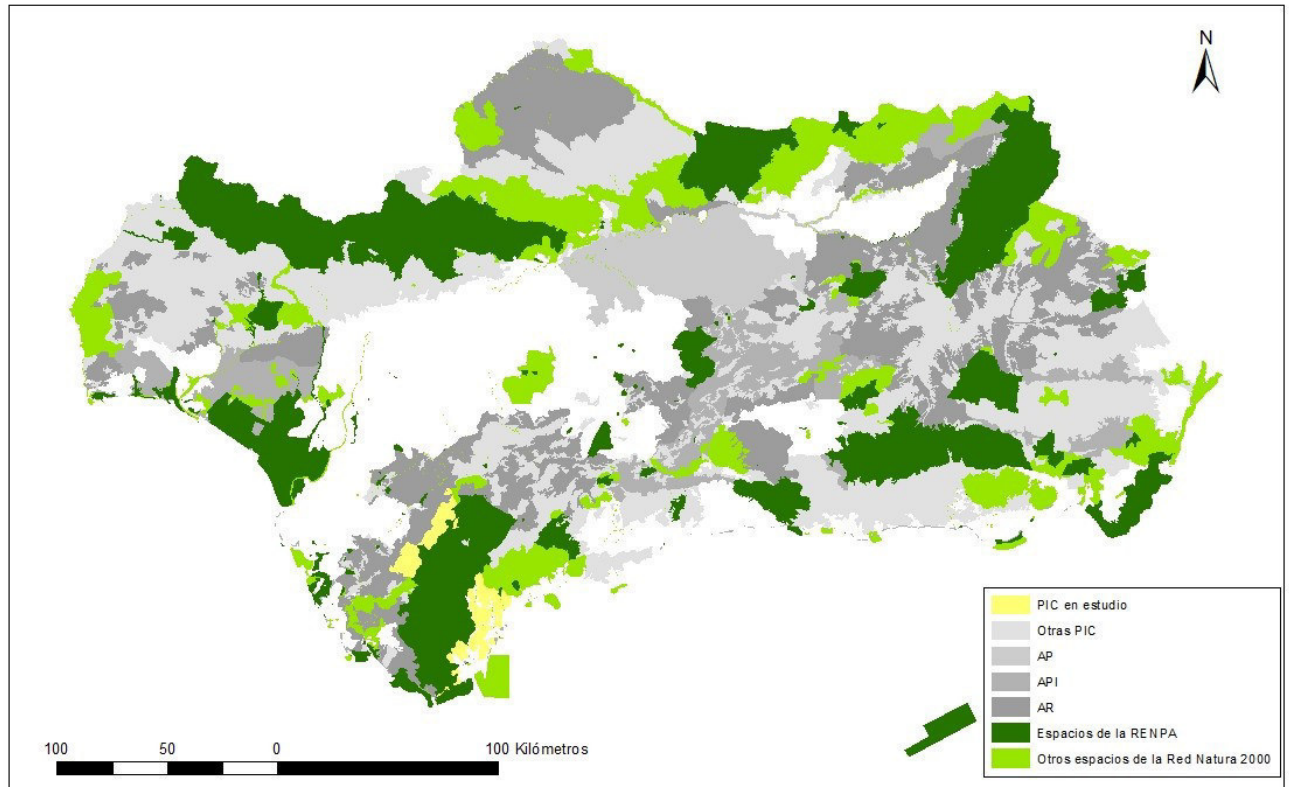 N
PIC en estudio
Otras PIC
AP
API
AR
Espacios de la RENPA
Otros espacios de la Red Natura 2000
100 50 0 100 Kilómetros